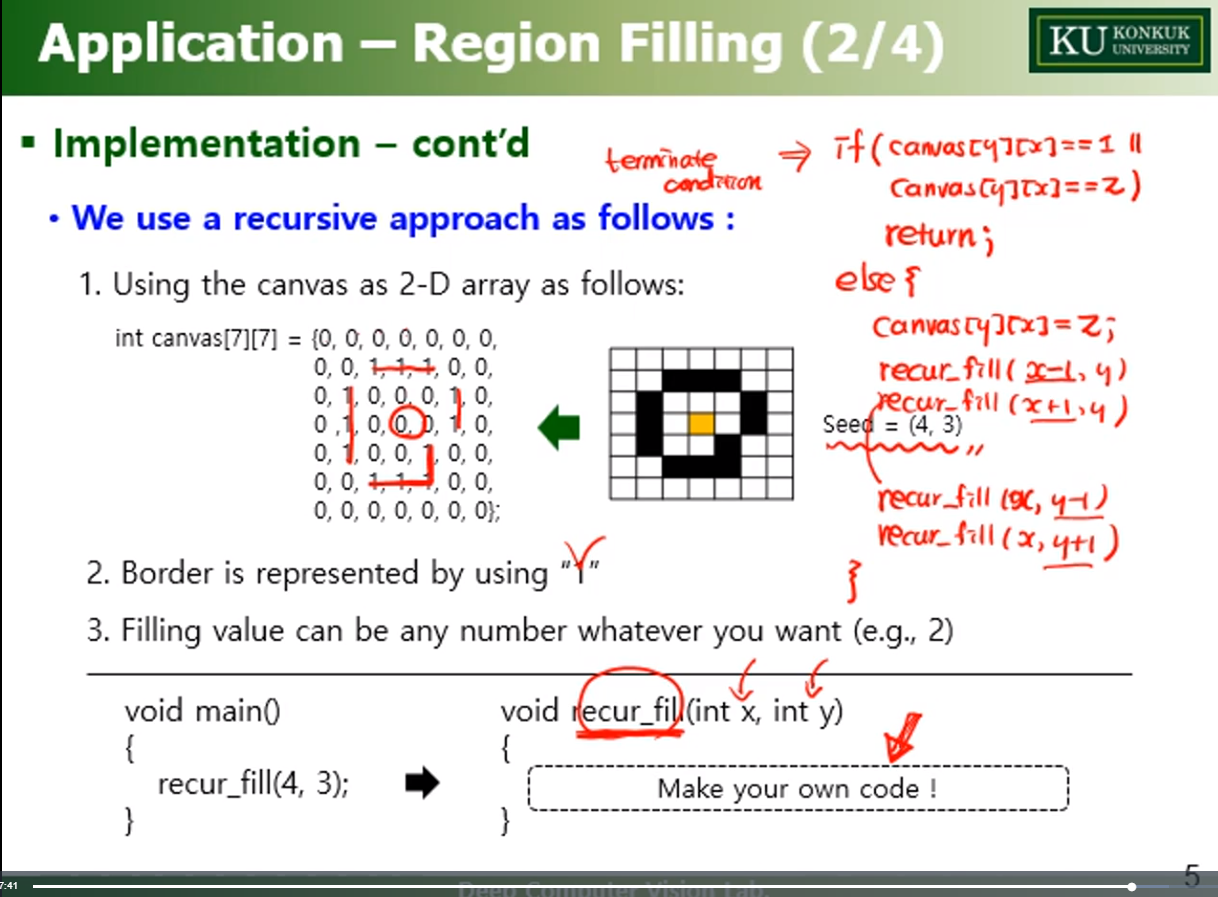 Application – Region Filling (2/4)
KU KONKUK UNIVERSITY
▪ Implementation – cont'd
terminate condition ⇒ if(canvas[y][x]==1 ||
canvas[y][x]==2)
return;
else{
canvas[y][x]=2;
recur_fill(x-1, y)
recur_fill(x+1, y)
recur_fill(x, y-1)
recur_fill(x, y+1)
}
• We use a recursive approach as follows :
1. Using the canvas as 2-D array as follows:
int canvas[7][7] = {0, 0, 0, 0, 0, 0, 0,
0, 0, 1, 1, 1, 0, 0,
0, 1, 0, 0, 0, 1, 0,
0 ,1, 0, 0, 0, 1, 0,
0, 1, 0, 0, 1, 0, 0,
0, 0, 1, 1, 1, 0, 0,
0, 0, 0, 0, 0, 0, 0};
Seed = (4, 3)
2. Border is represented by using "1"
3. Filling value can be any number whatever you want (e.g., 2)
void main()
{
recur_fill(4, 3);
}
void recur_fill(int x, int y)
{
Make your own code !
}
5
7:41
Deep Computer Vision Lab.